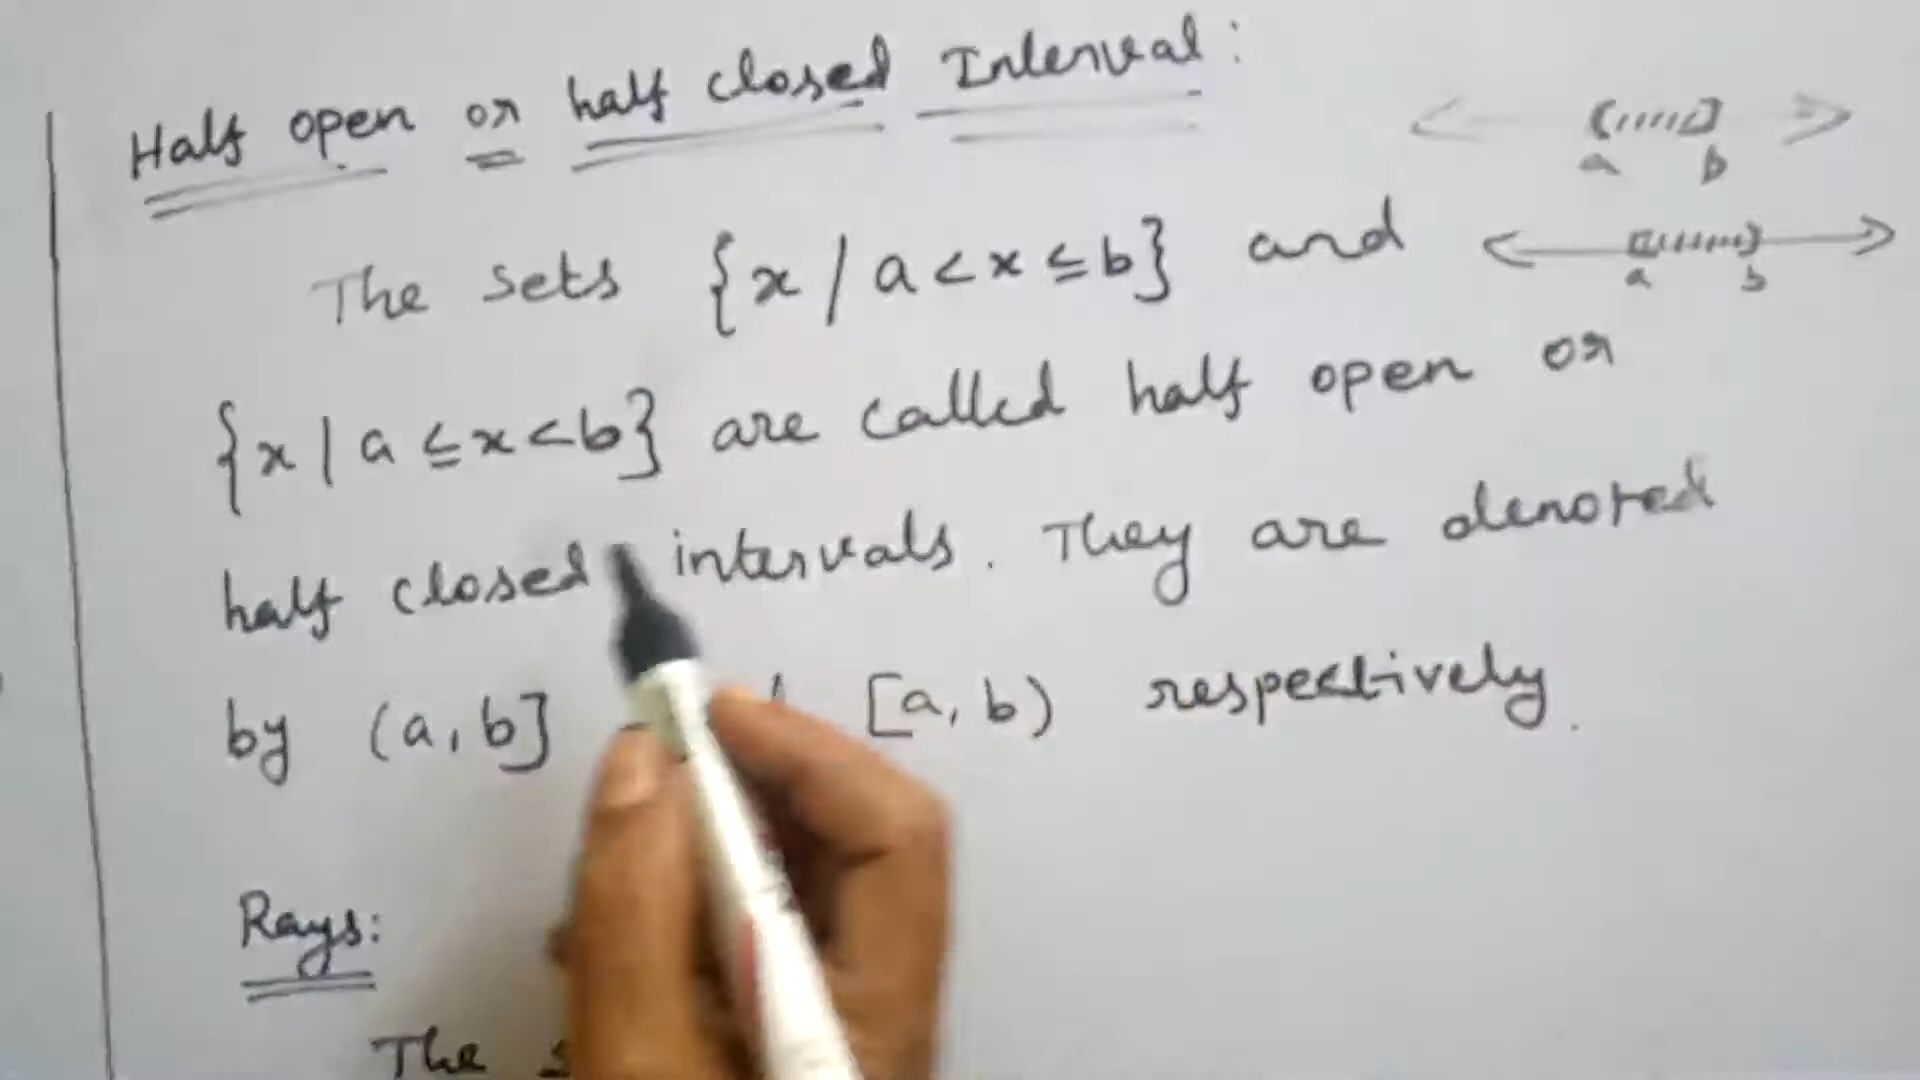 Half open or half closed Interval:
a b
The sets {x / a < x ≤ b} and
a b
{x | a ≤ x < b} are called half open or
half closed intervals. They are denoted
by (a, b] [a, b) respectively.
Rays:
The